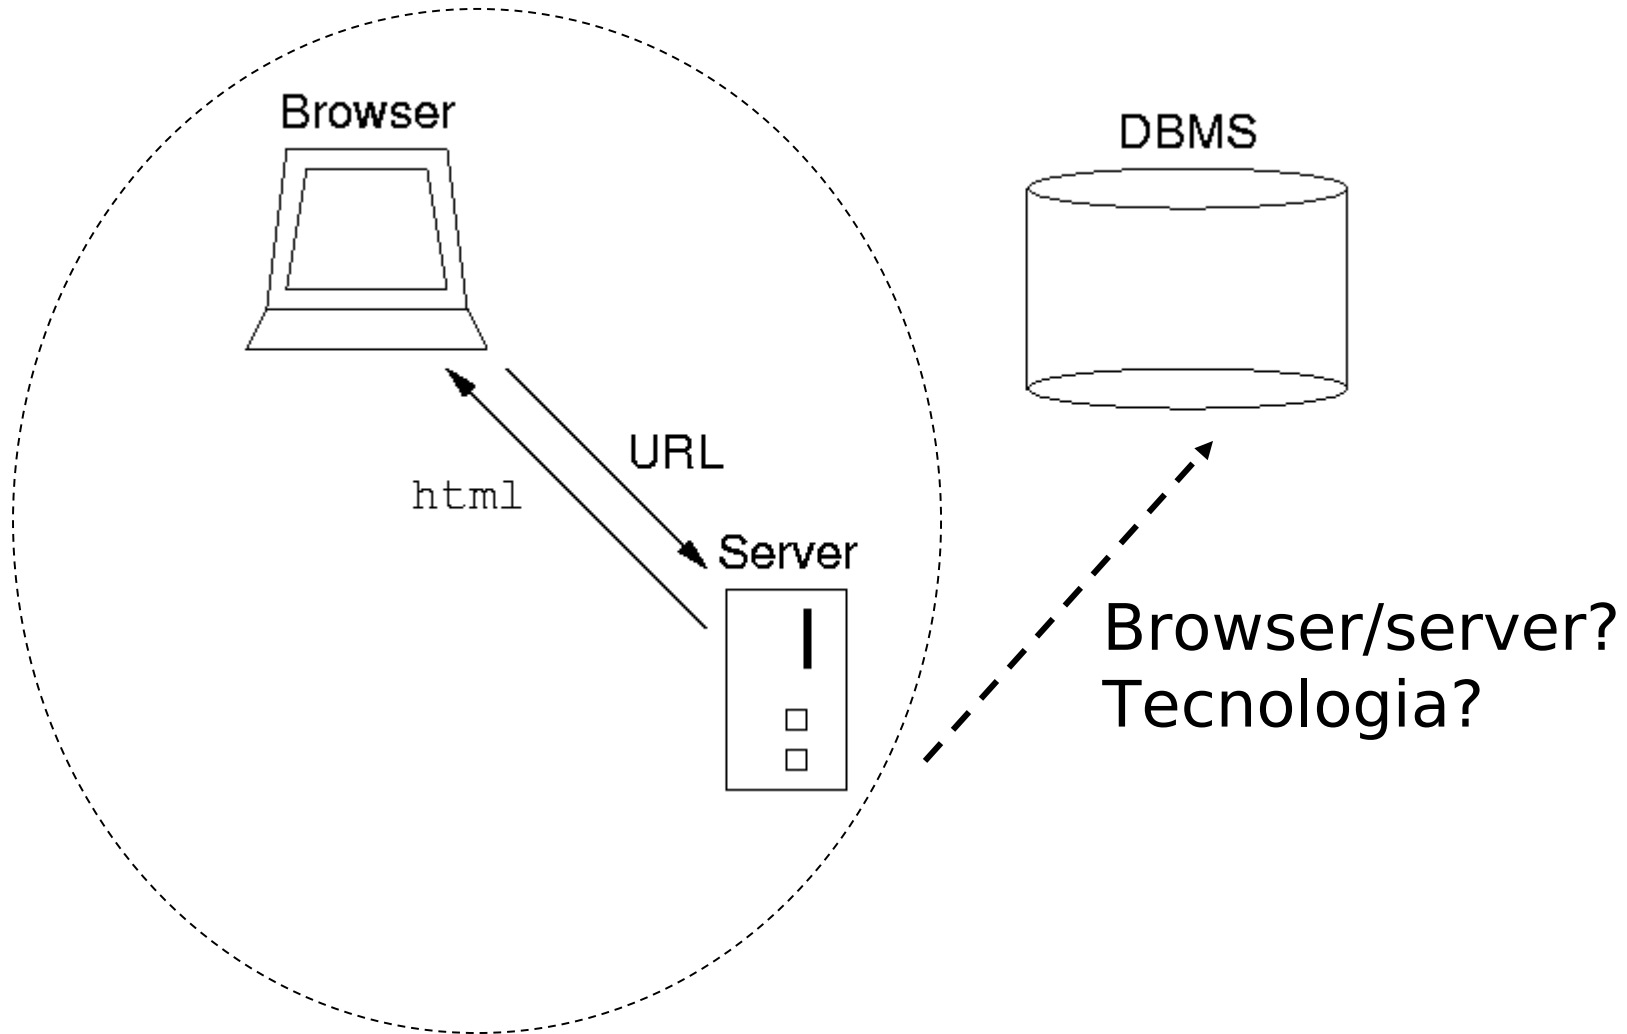 Browser
DBMS
URL
html
Server
Browser/server?
Tecnologia?